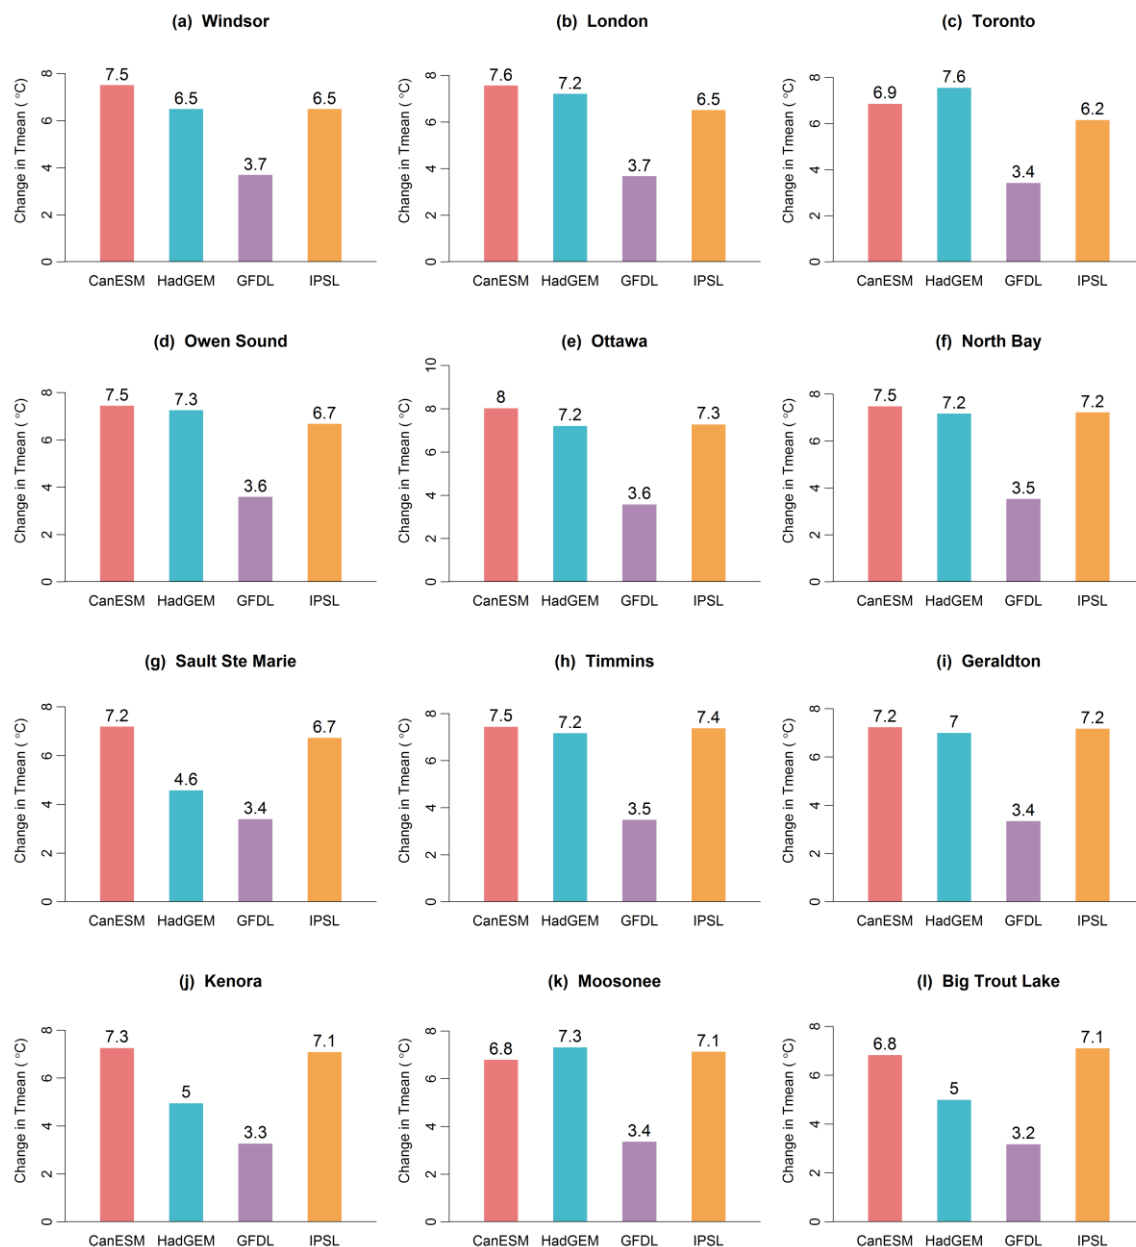 (a) Windsor
(b) London
(c) Toronto
Change in Tmean ( °C)
0 2 4 6 8
7.5 6.5 3.7 6.5
CanESM HadGEM GFDL IPSL
Change in Tmean ( °C)
0 2 4 6 8
7.6 7.2 3.7 6.5
CanESM HadGEM GFDL IPSL
Change in Tmean ( °C)
0 2 4 6 8
6.9 7.6 3.4 6.2
CanESM HadGEM GFDL IPSL
(d) Owen Sound
(e) Ottawa
(f) North Bay
Change in Tmean ( °C)
0 2 4 6 8
7.5 7.3 3.6 6.7
CanESM HadGEM GFDL IPSL
Change in Tmean ( °C)
0 2 4 6 8 10
8 7.2 3.6 7.3
CanESM HadGEM GFDL IPSL
Change in Tmean ( °C)
0 2 4 6 8
7.5 7.2 3.5 7.2
CanESM HadGEM GFDL IPSL
(g) Sault Ste Marie
(h) Timmins
(i) Geraldton
Change in Tmean ( °C)
0 2 4 6 8
7.2 4.6 3.4 6.7
CanESM HadGEM GFDL IPSL
Change in Tmean ( °C)
0 2 4 6 8
7.5 7.2 3.5 7.4
CanESM HadGEM GFDL IPSL
Change in Tmean ( °C)
0 2 4 6 8
7.2 7 3.4 7.2
CanESM HadGEM GFDL IPSL
(j) Kenora
(k) Moosonee
(l) Big Trout Lake
Change in Tmean ( °C)
0 2 4 6 8
7.3 5 3.3 7.1
CanESM HadGEM GFDL IPSL
Change in Tmean ( °C)
0 2 4 6 8
6.8 7.3 3.4 7.1
CanESM HadGEM GFDL IPSL
Change in Tmean ( °C)
0 2 4 6 8
6.8 5 3.2 7.1
CanESM HadGEM GFDL IPSL